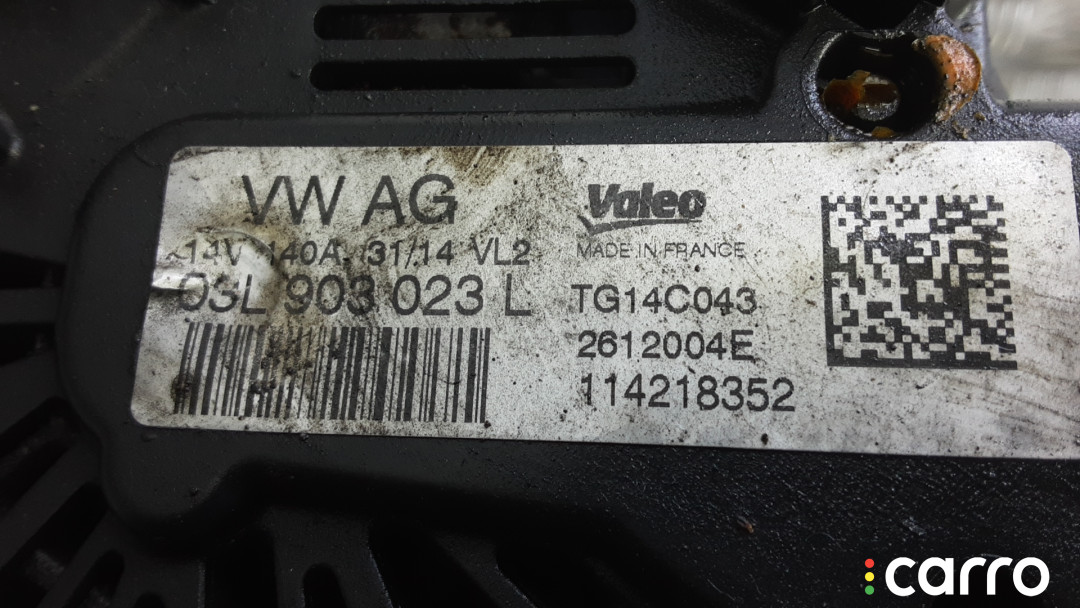 VW AG
~14V 140A 31/14 VL2
03L 903 023 L
Valeo
MADE IN FRANCE
TG14C043
2612004E
114218352
carro